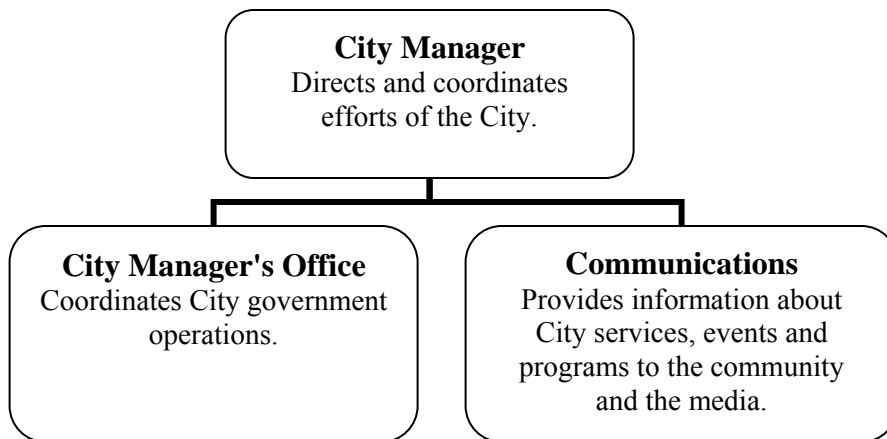 City Manager
Directs and coordinates
efforts of the City.
City Manager's Office
Coordinates City government
operations.
Communications
Provides information about
City services, events and
programs to the community
and the media.